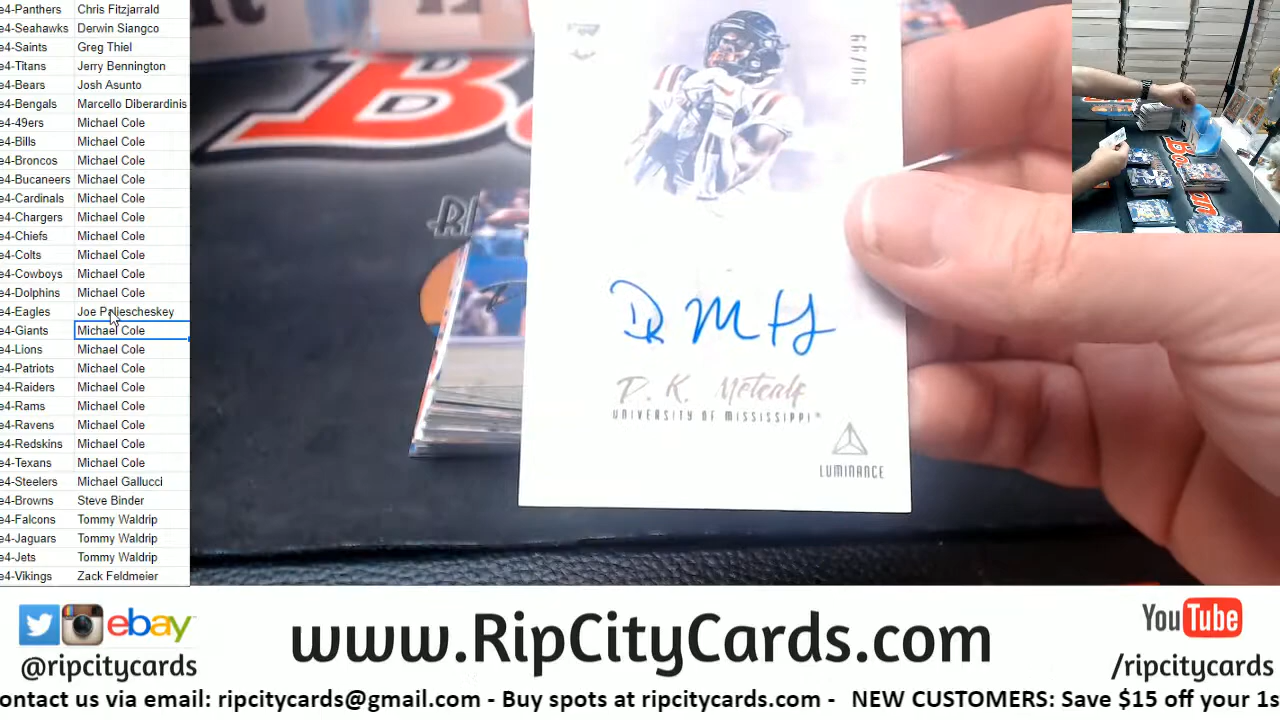 e4-Panthers Chris Fitzjarrald
e4-Seahawks Derwin Siangco
e4-Saints Greg Thiel
e4-Titans Jerry Bennington
e4-Bears Josh Asunto
e4-Bengals Marcello Diberardinis
e4-49ers Michael Cole
e4-Bills Michael Cole
e4-Broncos Michael Cole
e4-Bucaneers Michael Cole
e4-Cardinals Michael Cole
e4-Chargers Michael Cole
e4-Chiefs Michael Cole
e4-Colts Michael Cole
e4-Cowboys Michael Cole
e4-Dolphins Michael Cole
e4-Eagles Joe
e4-Giants Michael Cole
e4-Lions Michael Cole
e4-Patriots Michael Cole
e4-Raiders Michael Cole
e4-Rams Michael Cole
e4-Ravens Michael Cole
e4-Redskins Michael Cole
e4-Texans Michael Cole
e4-Steelers Michael Gallucci
e4-Browns Steve Binder
e4-Falcons Tommy Waldrip
e4-Jaguars Tommy Waldrip
e4-Jets Tommy Waldrip
e4-Vikings Zack Feldmeier
D. K. Metcalf
UNIVERSITY OF MISSISSIPPI
LUMINANCE
ebay
@ripcitycards
www.RipCityCards.com
YouTube
/ripcitycards
ontact us via email: ripcitycards@gmail.com - Buy spots at ripcitycards.com - NEW CUSTOMERS: Save $15 off your 1s